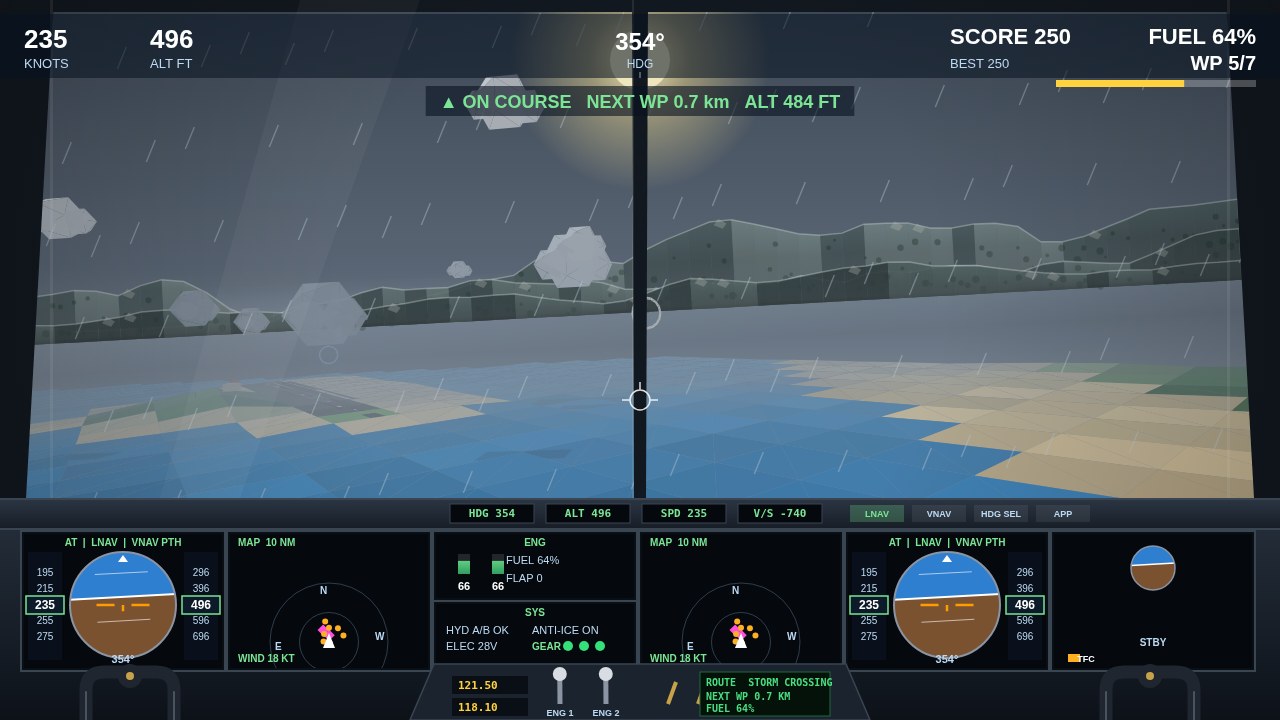 235
KNOTS
496
ALT FT
354°
HDG
SCORE 250
BEST 250
FUEL 64%
WP 5/7
▲ ON COURSE NEXT WP 0.7 km ALT 484 FT
HDG 354
ALT 496
SPD 235
V/S -740
LNAV
VNAV
HDG SEL
APP
AT | LNAV | VNAV PTH
195
215
235
255
275
296
396
496
596
696
354°
MAP 10 NM
N
E
W
WIND 18 KT
ENG
FUEL 64%
FLAP 0
66
66
SYS
HYD A/B OK
ANTI-ICE ON
ELEC 28V
GEAR
MAP 10 NM
N
E
W
WIND 18 KT
AT | LNAV | VNAV PTH
195
215
235
255
275
296
396
496
596
696
354°
STBY
TFC
121.50
118.10
ENG 1
ENG 2
ROUTE STORM CROSSING
NEXT WP 0.7 KM
FUEL 64%